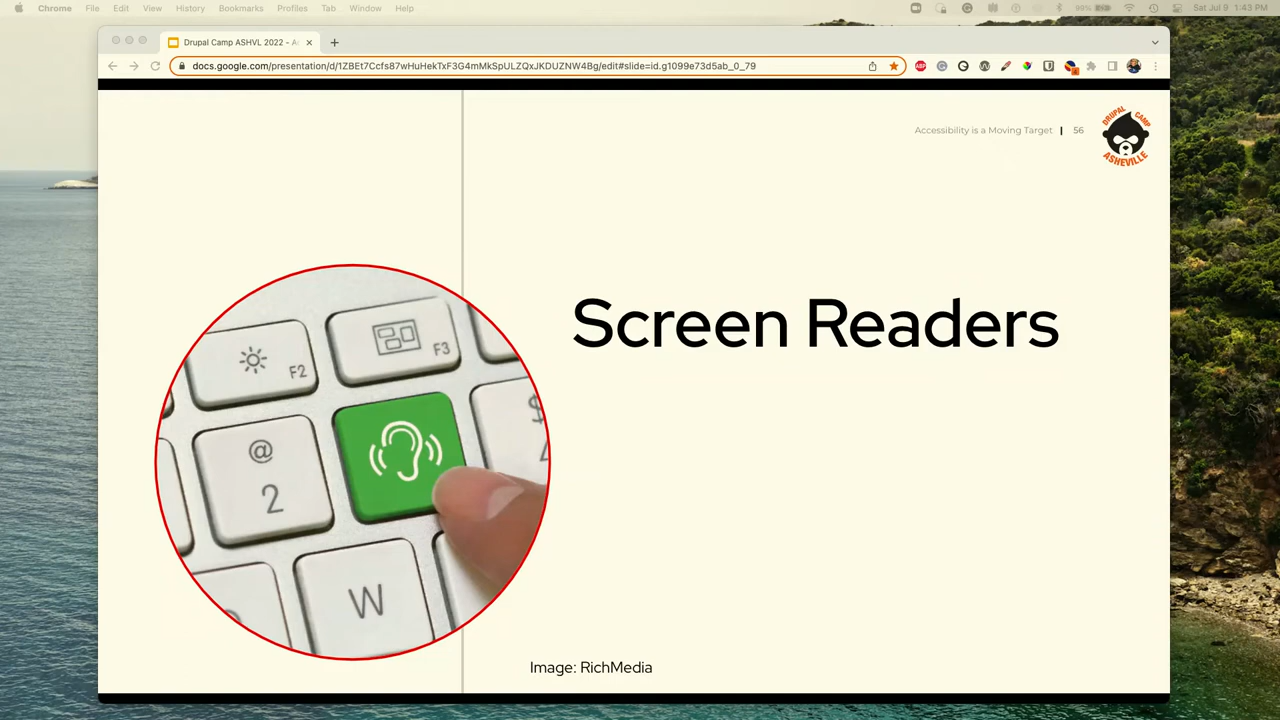 Chrome File Edit View History Bookmarks Profiles Tab Window Help
99% Sat Jul 9 1:43 PM
Drupal Camp ASHVL 2022 - A
docs.google.com/presentation/d/1ZBEt7Ccfs87wHuHekTxF3G4mMkSpULZQxJKDUZNW4Bg/edit#slide=id.g1099e73d5ab_0_79
ABP
Accessibility is a Moving Target | 56
DRUPAL CAMP
ASHEVILLE
Screen Readers
F2
F3
@
2
$
W
Image: RichMedia